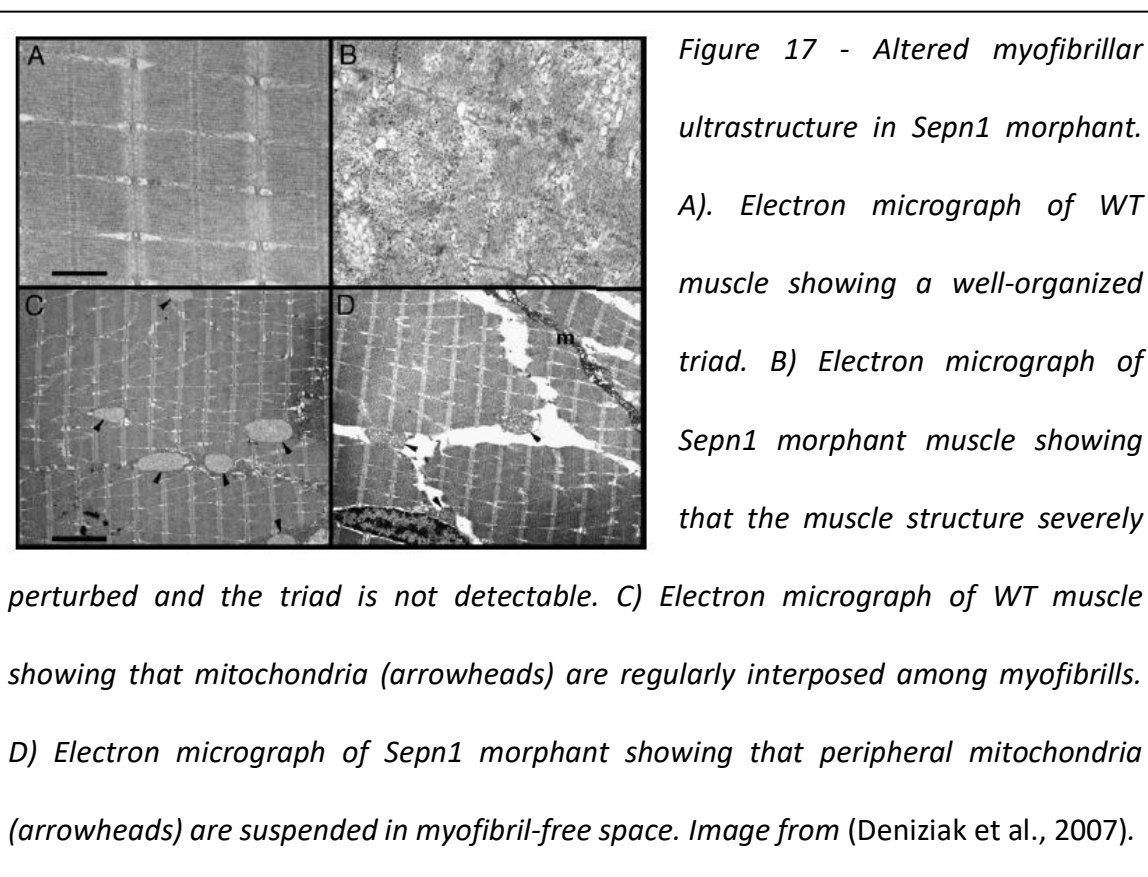 A
B
C
D
m
Figure 17 - Altered myofibrillar
ultrastructure in Sepn1 morphant.
A). Electron micrograph of WT
muscle showing a well-organized
triad. B) Electron micrograph of
Sepn1 morphant muscle showing
that the muscle structure severely
perturbed and the triad is not detectable. C) Electron micrograph of WT muscle
showing that mitochondria (arrowheads) are regularly interposed among myofibrills.
D) Electron micrograph of Sepn1 morphant showing that peripheral mitochondria
(arrowheads) are suspended in myofibril-free space. Image from (Deniziak et al., 2007).